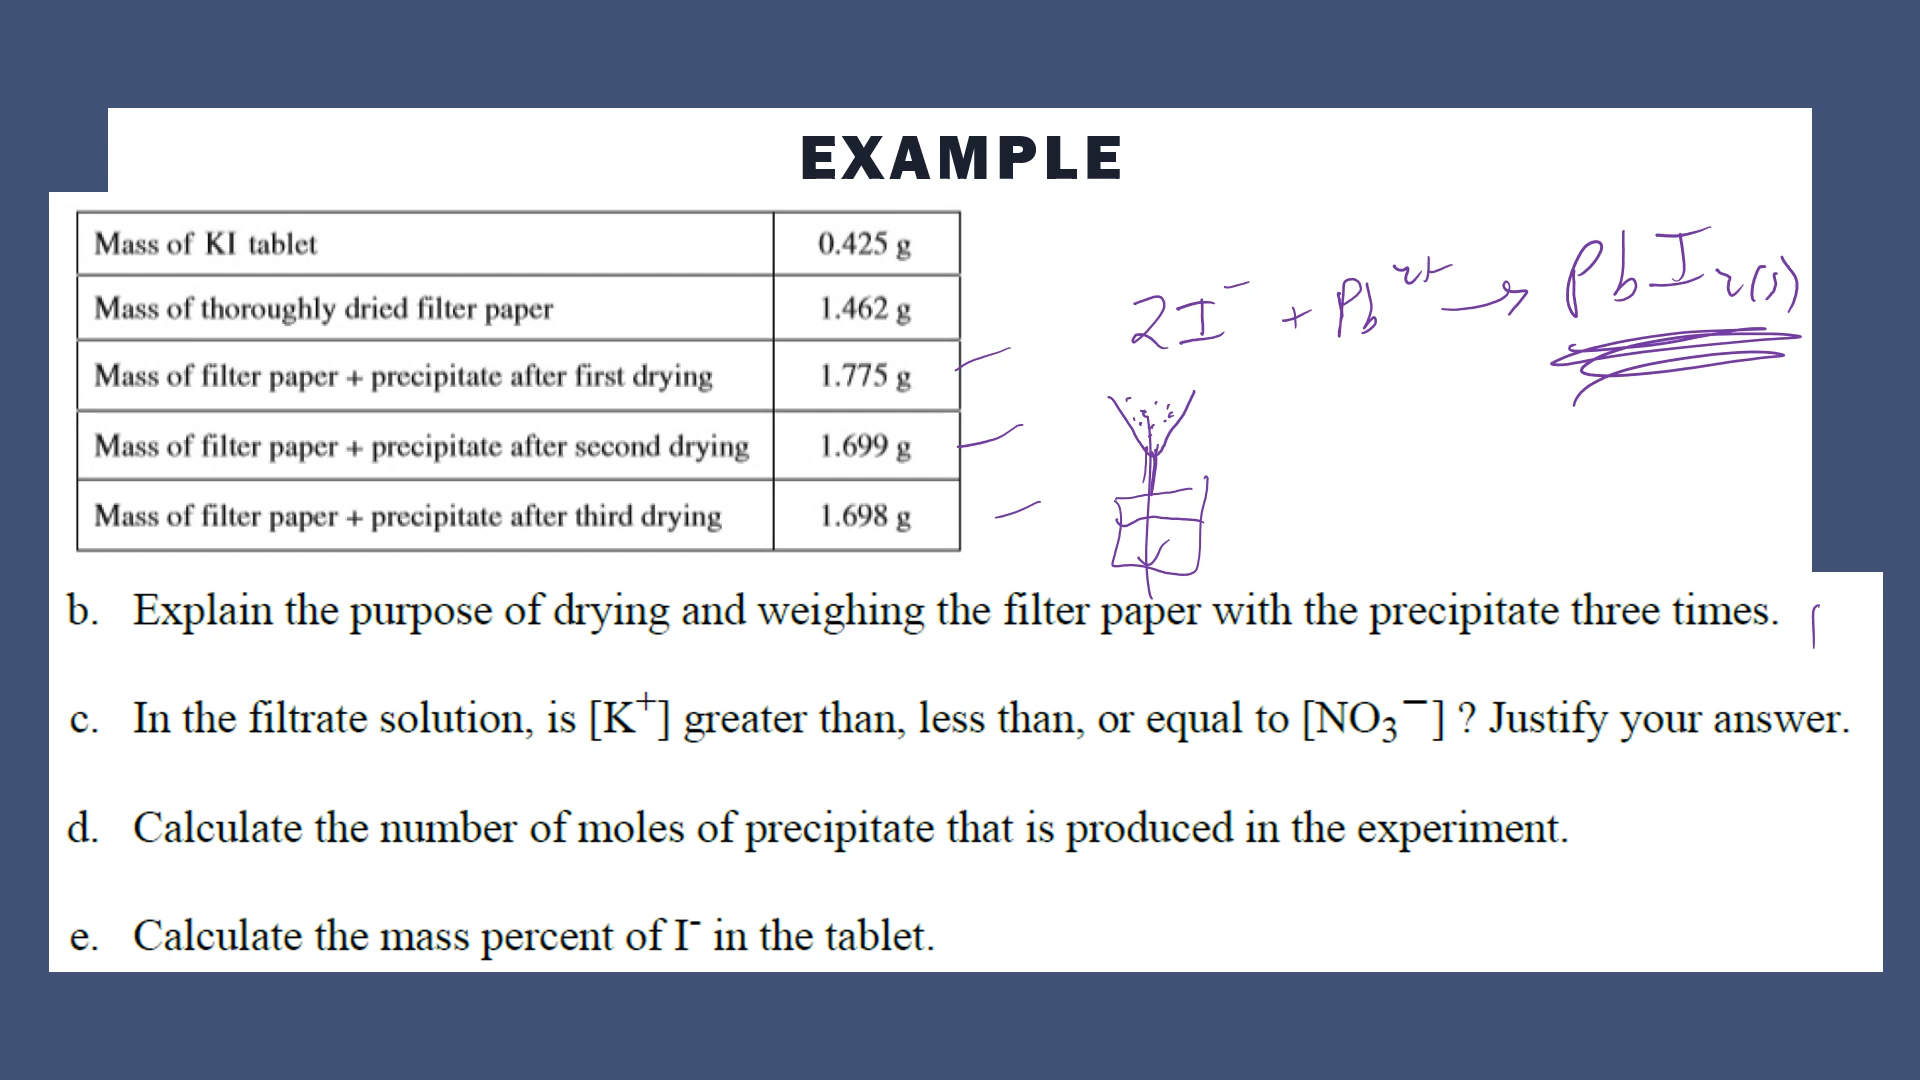 EXAMPLE
Mass of KI tablet 0.425 g
Mass of thoroughly dried filter paper 1.462 g
Mass of filter paper + precipitate after first drying 1.775 g
Mass of filter paper + precipitate after second drying 1.699 g
Mass of filter paper + precipitate after third drying 1.698 g
2I⁻ + Pb²⁺ → PbI₂(s)
b. Explain the purpose of drying and weighing the filter paper with the precipitate three times.
c. In the filtrate solution, is [K⁺] greater than, less than, or equal to [NO₃⁻] ? Justify your answer.
d. Calculate the number of moles of precipitate that is produced in the experiment.
e. Calculate the mass percent of I⁻ in the tablet.